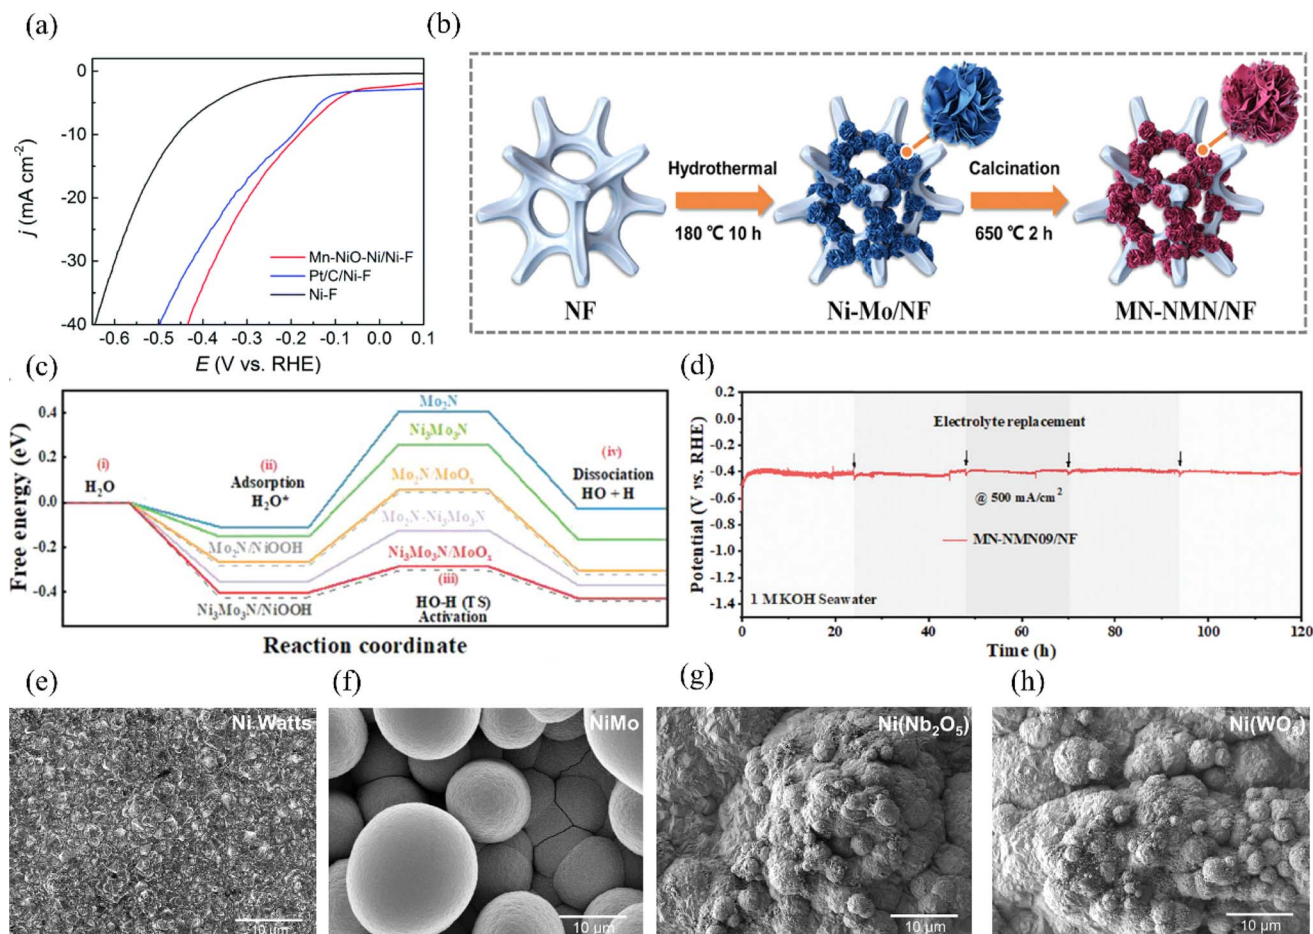 (a)
0
-10
-20
-30
-40
j (mA cm⁻²)
Mn-NiO-Ni/Ni-F
Pt/C/Ni-F
Ni-F
-0.6 -0.5 -0.4 -0.3 -0.2 -0.1 0.0 0.1
E (V vs. RHE)
(b)
Hydrothermal
180 ℃ 10 h
Calcination
650 ℃ 2 h
NF
Ni-Mo/NF
MN-NMN/NF
(c)
Free energy (eV)
0.4
0.2
0.0
-0.2
-0.4
(i)
H₂O
(ii)
Adsorption
H₂O*
Mo₂N
Ni₃Mo₃N
Mo₂N/MoOₓ
Mo₂N-Ni₃Mo₃N
Ni₃Mo₃N/MoOₓ
(iii)
HO-H (TS)
Activation
(iv)
Dissociation
HO + H
Mo₂N/NiOOH
Ni₃Mo₃N/NiOOH
Reaction coordinate
(d)
Potential (V vs. RHE)
0.2
0.0
-0.2
-0.4
-0.6
-0.8
-1.0
-1.2
-1.4
Electrolyte replacement
@ 500 mA/cm²
MN-NMN09/NF
1 M KOH Seawater
0 20 40 60 80 100 120
Time (h)
(e)
Ni Watts
10 µm
(f)
NiMo
10 µm
(g)
Ni(Nb₂O₅)
10 µm
(h)
10 µm